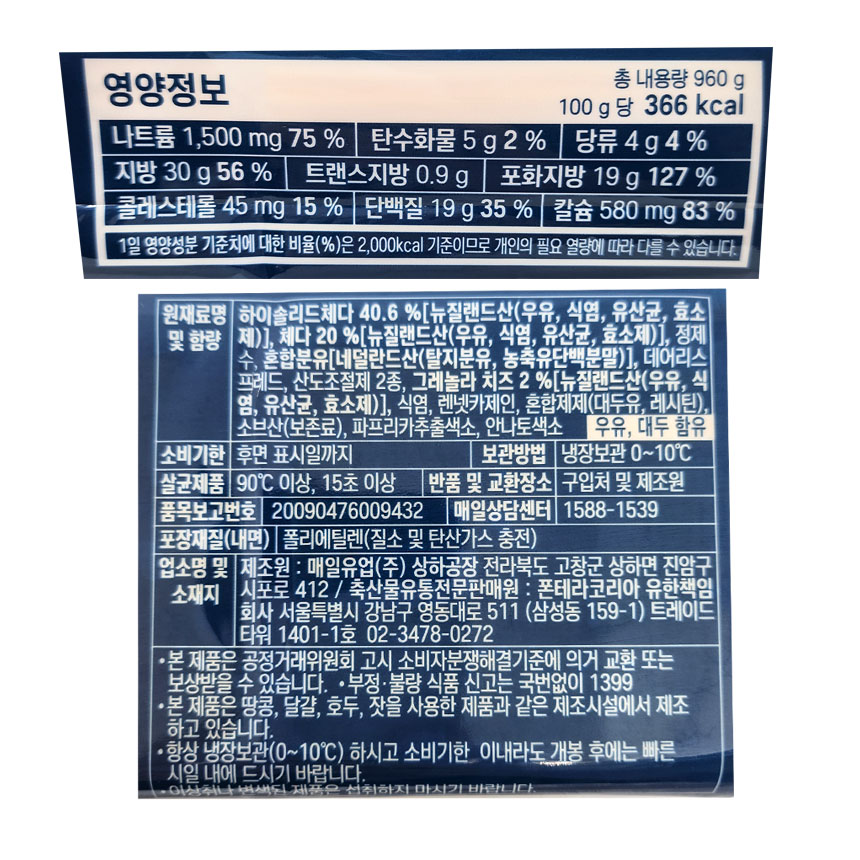 영양정보
총 내용량 960 g
100 g 당 366 kcal
나트륨 1,500 mg 75 % 탄수화물 5 g 2 % 당류 4 g 4 %
지방 30 g 56 % 트랜스지방 0.9 g 포화지방 19 g 127 %
콜레스테롤 45 mg 15 % 단백질 19 g 35 % 칼슘 580 mg 83 %
1일 영양성분 기준치에 대한 비율(%)은 2,000kcal 기준이므로 개인의 필요 열량에 따라 다를 수 있습니다.
원재료명 하이솔리드체다 40.6 %[뉴질랜드산(우유, 식염, 유산균, 효소
및 함량 제)], 체다 20 %[뉴질랜드산(우유, 식염, 유산균, 효소제)], 정제
수, 혼합분유[네덜란드산(탈지분유, 농축유단백분말)], 데어리스
프레드, 산도조절제 2종, 그레놀라 치즈 2 %[뉴질랜드산(우유, 식
염, 유산균, 효소제)], 식염, 렌넷카제인, 혼합제제(대두유, 레시틴),
소브산(보존료), 파프리카추출색소, 안나토색소 우유, 대두 함유
소비기한 후면 표시일까지 보관방법 냉장보관 0~10℃
살균제품 90℃ 이상, 15초 이상 반품 및 교환장소 구입처 및 제조원
품목보고번호 20090476009432 매일상담센터 1588-1539
포장재질(내면) 폴리에틸렌(질소 및 탄산가스 충전)
업소명 및 제조원 : 매일유업(주) 상하공장 전라북도 고창군 상하면 진암구
소재지 시포로 412 / 축산물유통전문판매원 : 폰테라코리아 유한책임
회사 서울특별시 강남구 영동대로 511 (삼성동 159-1) 트레이드
타워 1401-1호 02-3478-0272
•본 제품은 공정거래위원회 고시 소비자분쟁해결기준에 의거 교환 또는
보상받을 수 있습니다. •부정·불량 식품 신고는 국번없이 1399
•본 제품은 땅콩, 달걀, 호두, 잣을 사용한 제품과 같은 제조시설에서 제조
하고 있습니다.
•항상 냉장보관(0~10℃) 하시고 소비기한 이내라도 개봉 후에는 빠른
시일 내에 드시기 바랍니다.
•이상취나 변색된 제품은 섭취하지 마시기 바랍니다.